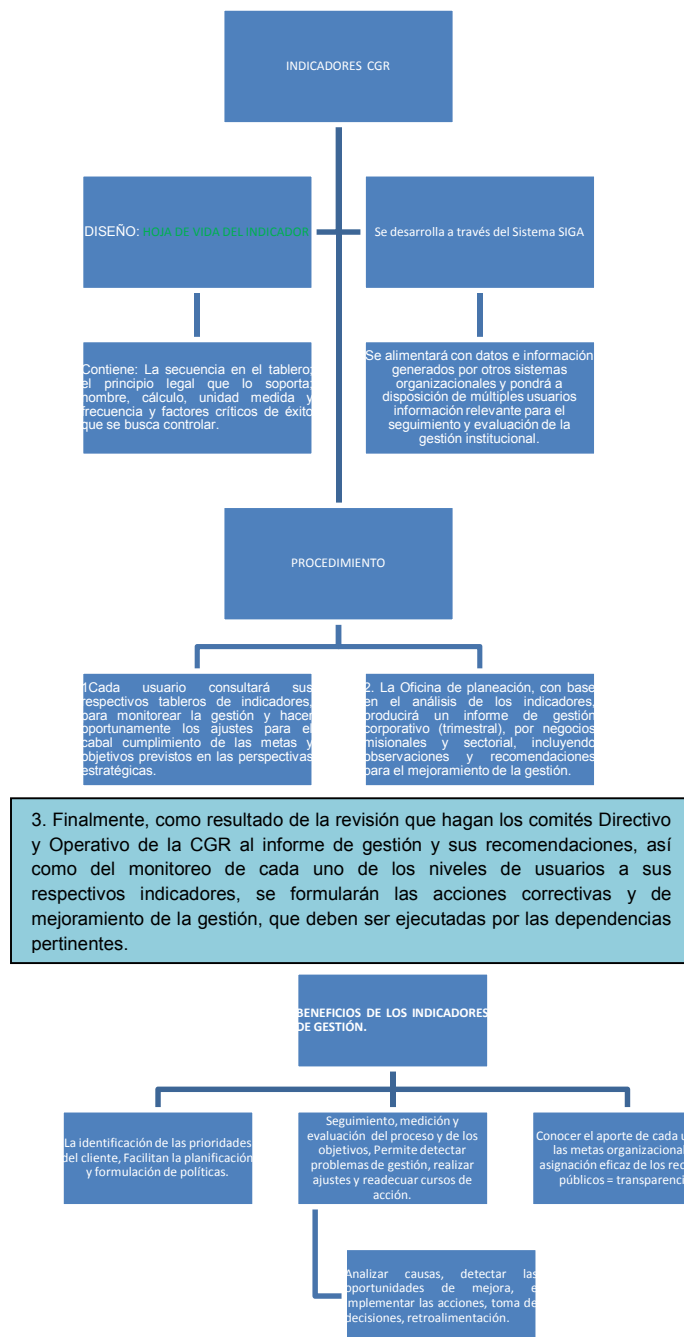 INDICADORES CGR
DISEÑO: HOJA DE VIDA DEL INDICADOR
Se desarrolla a través del Sistema SIGA
Contiene: La secuencia en el tablero;
el principio legal que lo soporta;
nombre, cálculo, unidad medida y
frecuencia y factores críticos de éxito
que se busca controlar.
Se alimentará con datos e información
generados por otros sistemas
organizacionales y pondrá a
disposición de múltiples usuarios
información relevante para el
seguimiento y evaluación de la
gestión institucional.
PROCEDIMIENTO
1Cada usuario consultará sus
respectivos tableros de indicadores,
para monitorear la gestión y hacer
oportunamente los ajustes para el
cabal cumplimiento de las metas y
objetivos previstos en las perspectivas
estratégicas.
2. La Oficina de planeación, con base
en el análisis de los indicadores,
producirá un informe de gestión
corporativo (trimestral), por negocios
misionales y sectorial, incluyendo
observaciones y recomendaciones
para el mejoramiento de la gestión.
3. Finalmente, como resultado de la revisión que hagan los comités Directivo
y Operativo de la CGR al informe de gestión y sus recomendaciones, así
como del monitoreo de cada uno de los niveles de usuarios a sus
respectivos indicadores, se formularán las acciones correctivas y de
mejoramiento de la gestión, que deben ser ejecutadas por las dependencias
pertinentes.
BENEFICIOS DE LOS INDICADORES
DE GESTIÓN.
La identificación de las prioridades
del cliente, Facilitan la planificación
y formulación de políticas.
Seguimiento, medición y
evaluación del proceso y de los
objetivos, Permite detectar
problemas de gestión, realizar
ajustes y readecuar cursos de
acción.
Conocer el aporte de cada
las metas organizacional
asignación eficaz de los
públicos = transparenci
Analizar causas, detectar las
oportunidades de mejora, e
implementar las acciones, toma de
decisiones, retroalimentación.